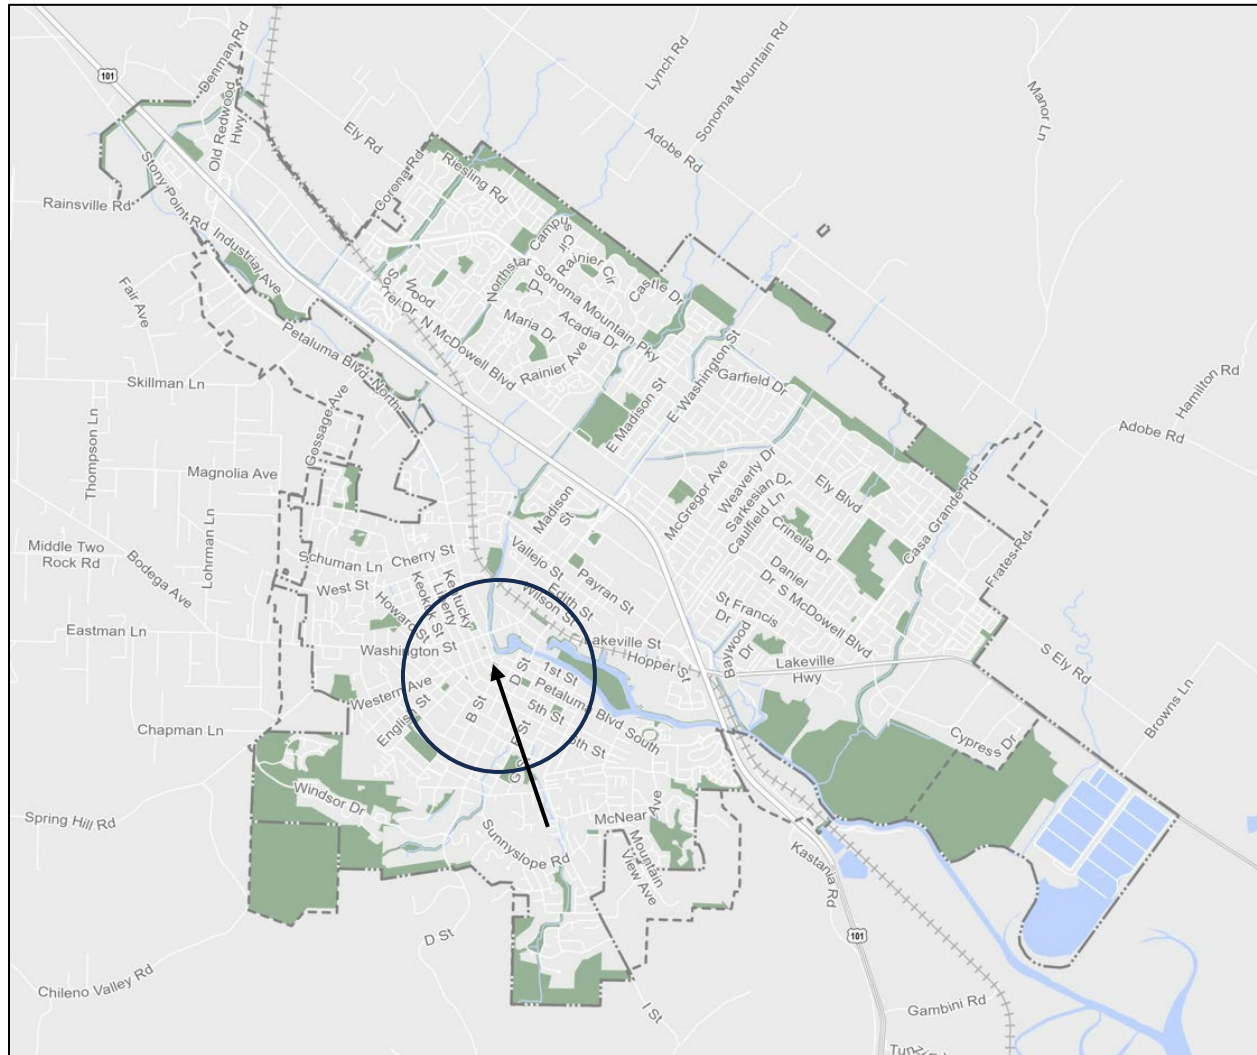 Denman Rd
Old Redwood
Hwy
101
Lynch Rd
Sonoma Mountain Rd
Manor Ln
Ely Rd
Adobe Rd
Corona Rd
Riesling Rd
Stony Point Rd
Rainsville Rd
Industrial Ave
Campus
Cir
Rainier Cir
Northstar
Dr
Sonoma Mountain Pky
Castle Dr
Wood
Sorrel Dr
N McDowell Blvd
Maria Dr
Acadia Dr
Rainier Ave
Fair Ave
Petaluma Blvd North
Skillman Ln
Gossage Ave
Thompson Ln
Magnolia Ave
E Madison St
E Washington St
Garfield Dr
Hamilton Rd
Adobe Rd
McGregor Ave
Weaverly Dr
Sarkesian Dr
Caulfield Ln
Ely Blvd
Crinella Dr
Casa Grande Rd
Frates Rd
Madison
St
Lohrman Ln
Middle Two
Rock Rd
Bodega Ave
Schuman Ln
Cherry St
Vallejo St
Payran St
Edith St
Wilson St
Daniel
Dr
S McDowell Blvd
St Francis
Dr
West St
Howard St
Keokuk St
Liberty
Kentucky
Eastman Ln
Washington St
Lakeville St
Hopper St
Baywood
Dr
Lakeville
Hwy
S Ely Rd
Browns Ln
Western Ave
English St
B St
D St
1st St
5th St
Petaluma Blvd South
Chapman Ln
Cypress Dr
Windsor Dr
Spring Hill Rd
Sunnyslope Rd
McNear Ave
Mountain
View Ave
Kastania Rd
D St
101
Chileno Valley Rd
I St
Gambini Rd